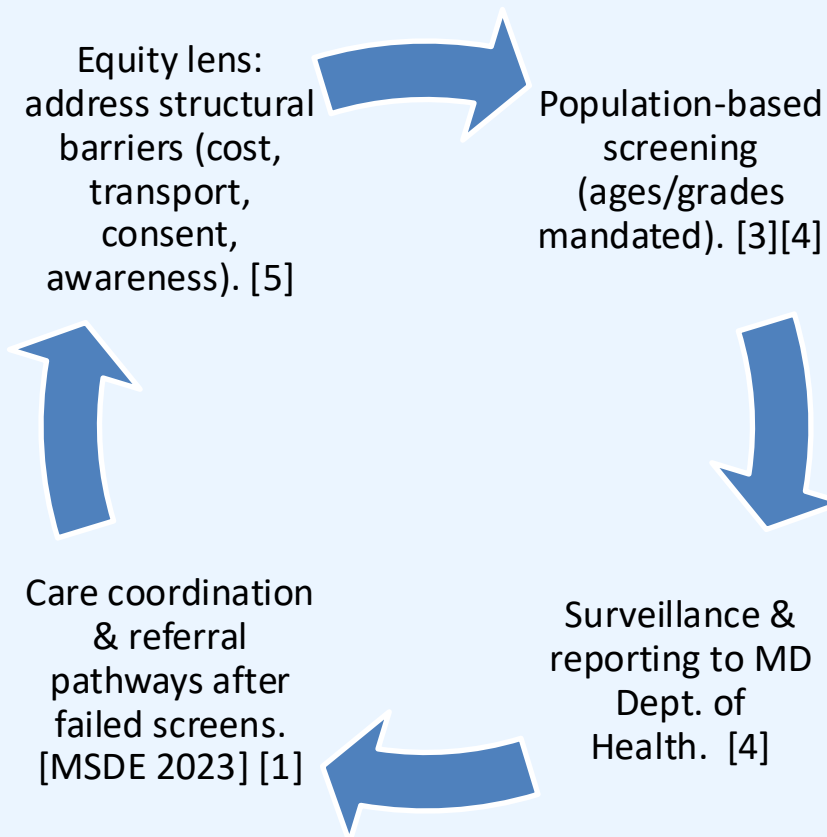 Equity lens:
address structural
barriers (cost,
transport,
consent,
awareness). [5]
Population-based
screening
(ages/grades
mandated). [3][4]
Surveillance &
reporting to MD
Dept. of
Health.  [4]
Care coordination
& referral
pathways after
failed screens.
[MSDE 2023] [1]